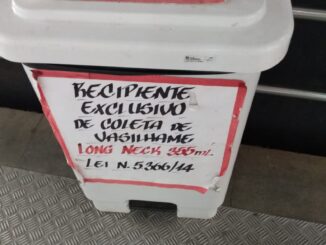 RECIPIENTE
EXCLUSIVO
DE COLETA DE
VASILHAME
LONG NECK 355ml.
LEI N. 5366/14